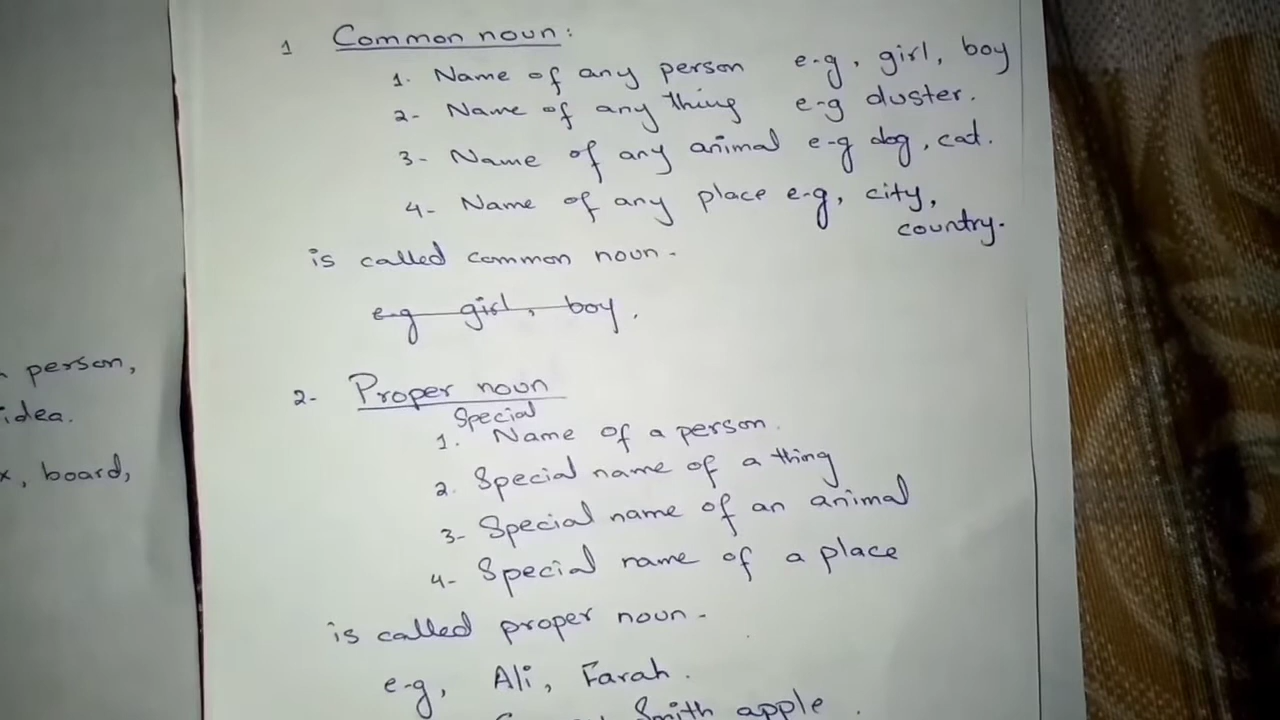 1 Common noun:
1. Name of any person e-g, girl, boy
2- Name of any thing e-g duster.
3- Name of any animal e-g dog, cat.
4- Name of any place e-g, city,
country.
is called common noun-
e-g girl, boy.
2- Proper noun
Special
1. Name of a person.
2. Special name of a thing
3- Special name of an animal
4- Special name of a place
is called proper noun-
e-g, Ali, Farah.
Smith apple.
person,
idea.
board,